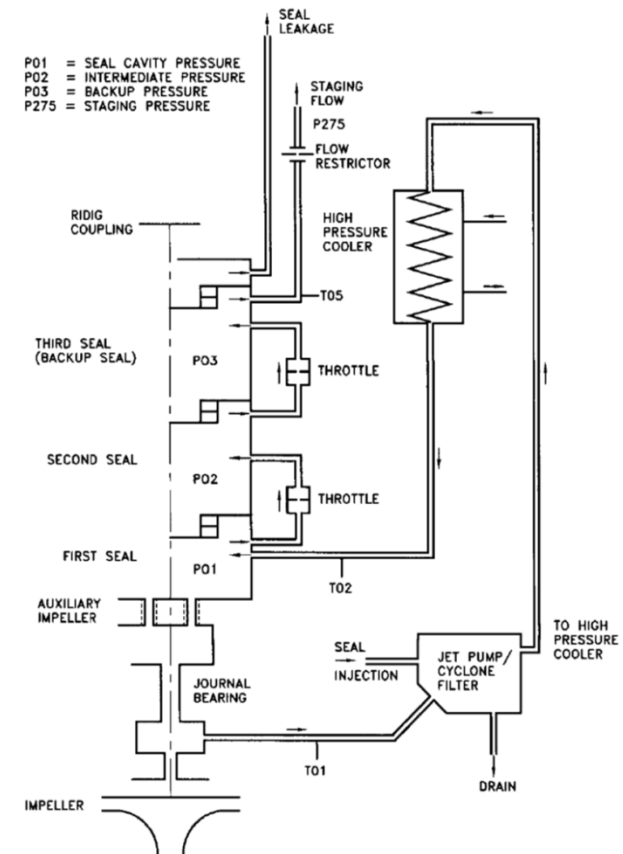 SEAL
LEAKAGE
P01 = SEAL CAVITY PRESSURE
P02 = INTERMEDIATE PRESSURE
P03 = BACKUP PRESSURE
P275 = STAGING PRESSURE
STAGING
FLOW
P275
FLOW
RESTRICTOR
RIDIG
COUPLING
HIGH
PRESSURE
COOLER
T05
THIRD SEAL
(BACKUP SEAL)
P03
THROTTLE
SECOND SEAL
P02
THROTTLE
FIRST SEAL
P01
T02
AUXILIARY
IMPELLER
TO HIGH
PRESSURE
COOLER
SEAL
INJECTION
JET PUMP/
CYCLONE
FILTER
JOURNAL
BEARING
T01
DRAIN
IMPELLER